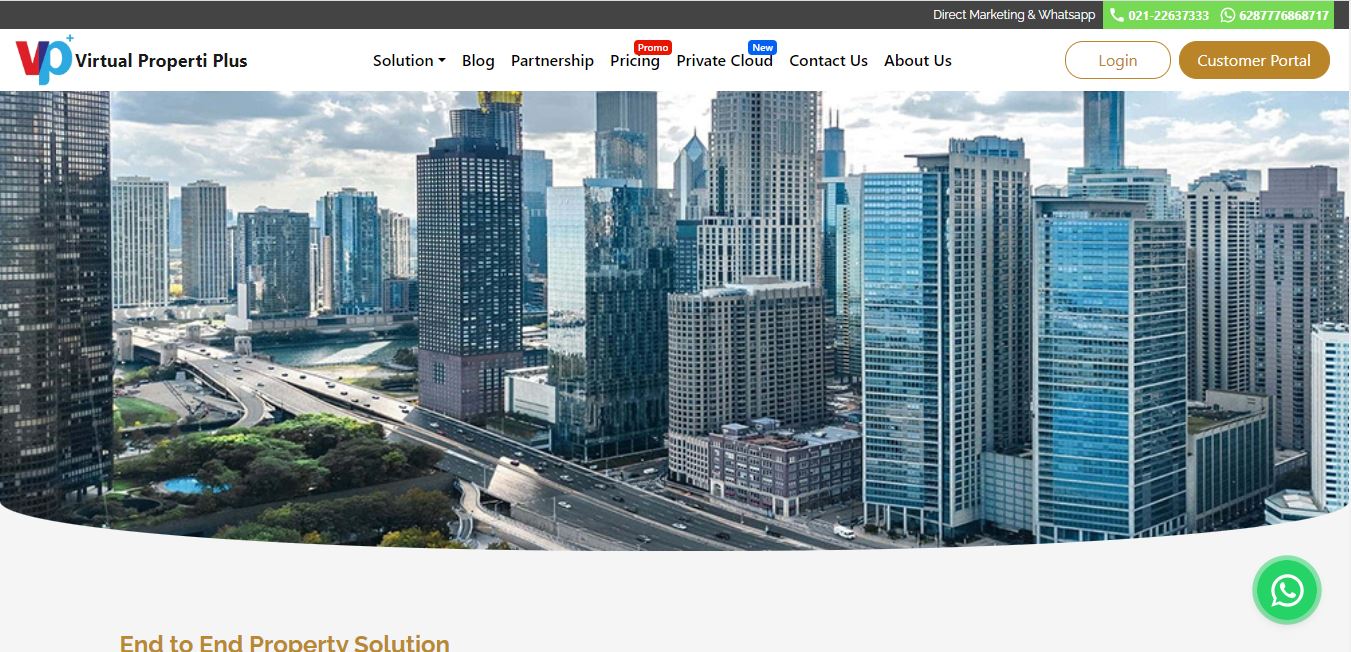 Direct Marketing & Whatsapp 021-22637333 6287776868717
VP+ Virtual Properti Plus
Solution Blog Partnership Pricing Promo Private Cloud New Contact Us About Us
Login Customer Portal
End to End Property Solution